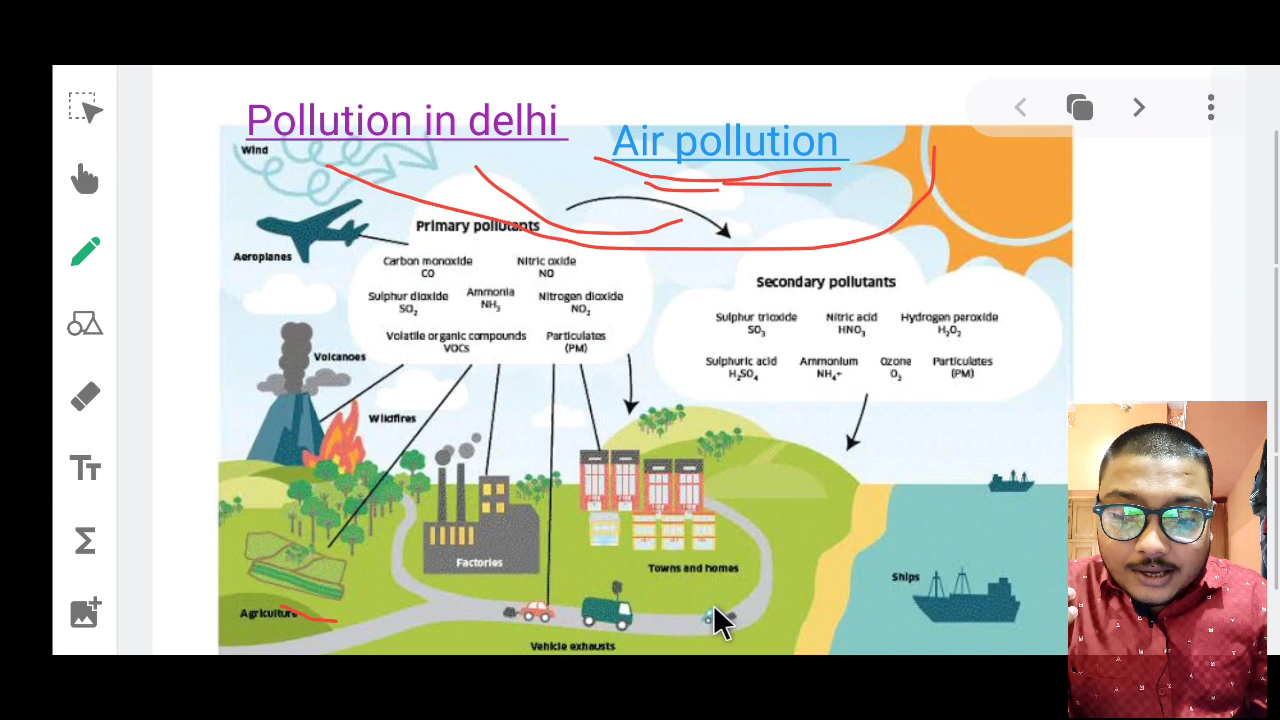 Pollution in delhi
Air pollution
Wind
Primary pollutants
Aeroplanes
Carbon monoxide
CO
Nitric oxide
NO
Sulphur dioxide
SO₂
Ammonia
NH₃
Nitrogen dioxide
NO₂
Volatile organic compounds
VOCs
Particulates
(PM)
Secondary pollutants
Sulphur trioxide
SO₃
Nitric acid
HNO₃
Hydrogen peroxide
H₂O₂
Sulphuric acid
H₂SO₄
Ammonium
NH₄+
Ozone
O₃
Particulates
(PM)
Volcanoes
Wildfires
Factories
Towns and homes
Ships
Agriculture
Vehicle exhausts
TT
Σ